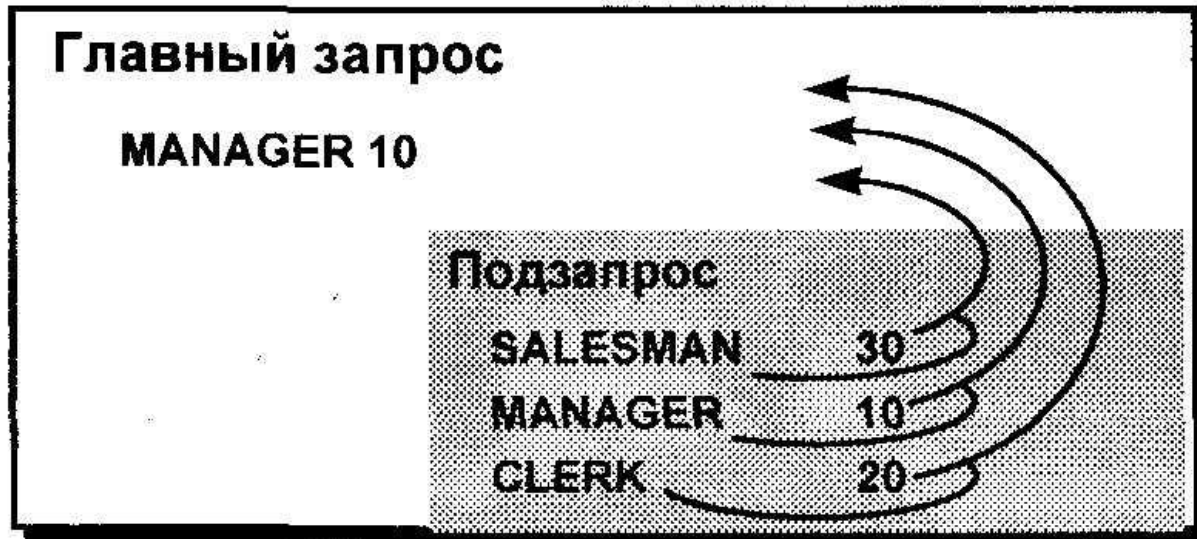 Главный запрос
MANAGER 10
Подзапрос
SALESMAN 30
MANAGER 10
CLERK 20